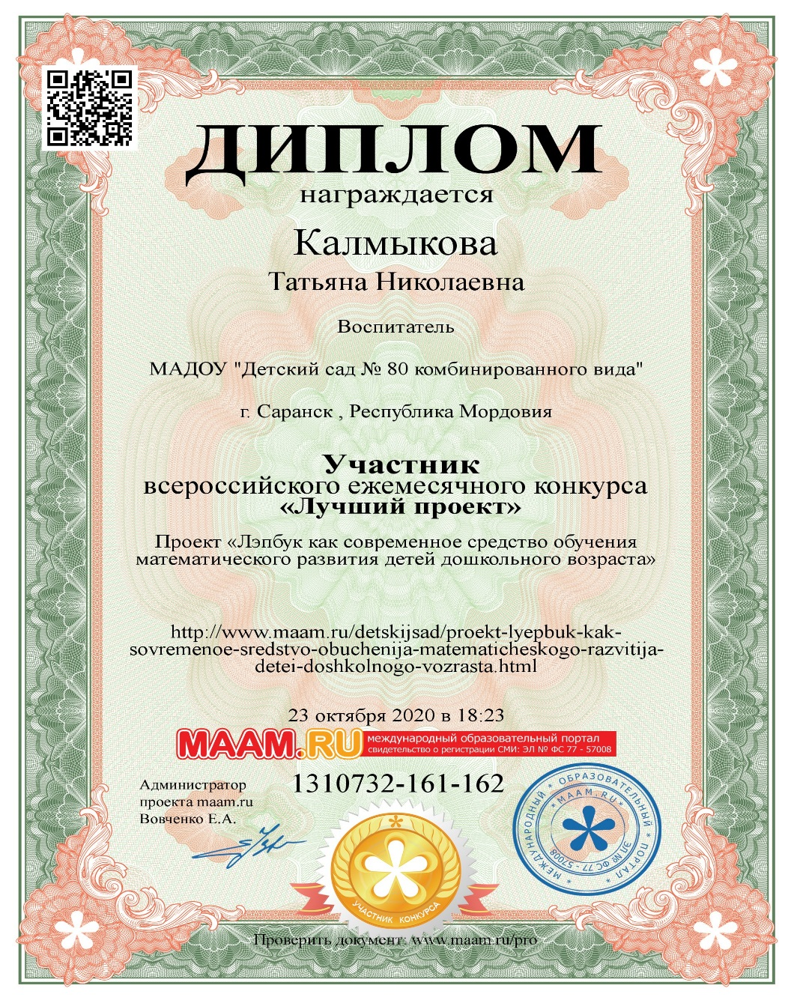 ДИПЛОМ
награждается
Калмыкова
Татьяна Николаевна
Воспитатель
МАДОУ "Детский сад № 80 комбинированного вида"
г. Саранск , Республика Мордовия
Участник
всероссийского ежемесячного конкурса
«Лучший проект»
Проект «Лэпбук как современное средство обучения
математического развития детей дошкольного возраста»
http://www.maam.ru/detskijsad/proekt-lyepbuk-kak-
sovremenoe-sredstvo-obuchenija-matematicheskogo-razvitija-
detei-doshkolnogo-vozrasta.html
23 октября 2020 в 18:23
MAAM.RU
международный образовательный портал
свидетельство о регистрации СМИ: ЭЛ № ФС 77 - 57008
1310732-161-162
Администратор
проекта maam.ru
Вовченко Е.А.
* МЕЖДУНАРОДНЫЙ * ОБРАЗОВАТЕЛЬНЫЙ * ПОРТАЛ *
* MAAM.RU *
ЭЛ № ФС 77 - 57008
УЧАСТНИК КОНКУРСА
Проверить документ: www.maam.ru/pro